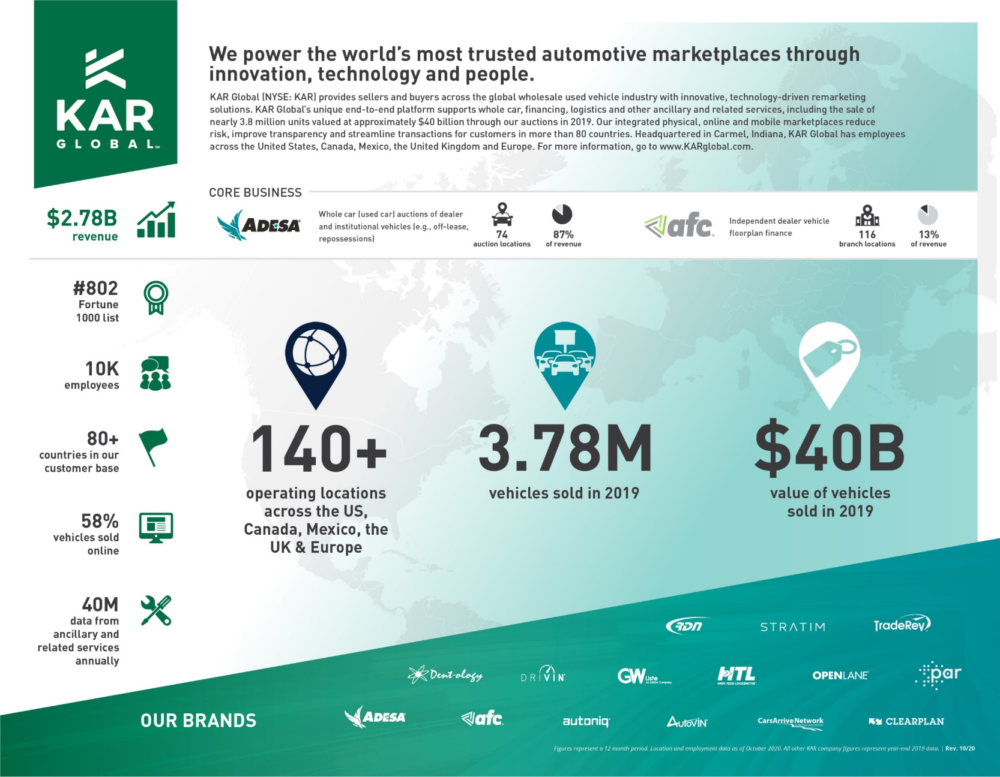 KAR
GLOBAL℠
We power the world's most trusted automotive marketplaces through
innovation, technology and people.
KAR Global (NYSE: KAR) provides sellers and buyers across the global wholesale used vehicle industry with innovative, technology-driven remarketing
solutions. KAR Global's unique end-to-end platform supports whole car, financing, logistics and other ancillary and related services, including the sale of
nearly 3.8 million units valued at approximately $40 billion through our auctions in 2019. Our integrated physical, online and mobile marketplaces reduce
risk, improve transparency and streamline transactions for customers in more than 80 countries. Headquartered in Carmel, Indiana, KAR Global has employees
across the United States, Canada, Mexico, the United Kingdom and Europe. For more information, go to www.KARglobal.com.
CORE BUSINESS
$2.78B
revenue
ADESA
Whole car (used car) auctions of dealer
and institutional vehicles (e.g., off-lease,
repossessions)
74
auction locations
87%
of revenue
afc
Independent dealer vehicle
floorplan finance
116
branch locations
13%
of revenue
#802
Fortune
1000 list
10K
employees
80+
countries in our
customer base
58%
vehicles sold
online
40M
data from
ancillary and
related services
annually
140+
operating locations
across the US,
Canada, Mexico, the
UK & Europe
3.78M
vehicles sold in 2019
$40B
value of vehicles
sold in 2019
RDN
STRATIM
TradeRev
Dent-ology
DRIVIN
GW Liste
An ADESA Company
HTL
HIGH TECH LOCKSMITHS
OPENLANE
par
OUR BRANDS
ADESA
afc
autoniq
AutoVIN
CarsArriveNetwork
CLEARPLAN
Figures represent a 12 month period. Location and employment data as of October 2020. All other KAR company figures represent year-end 2019 data. | Rev. 10/20